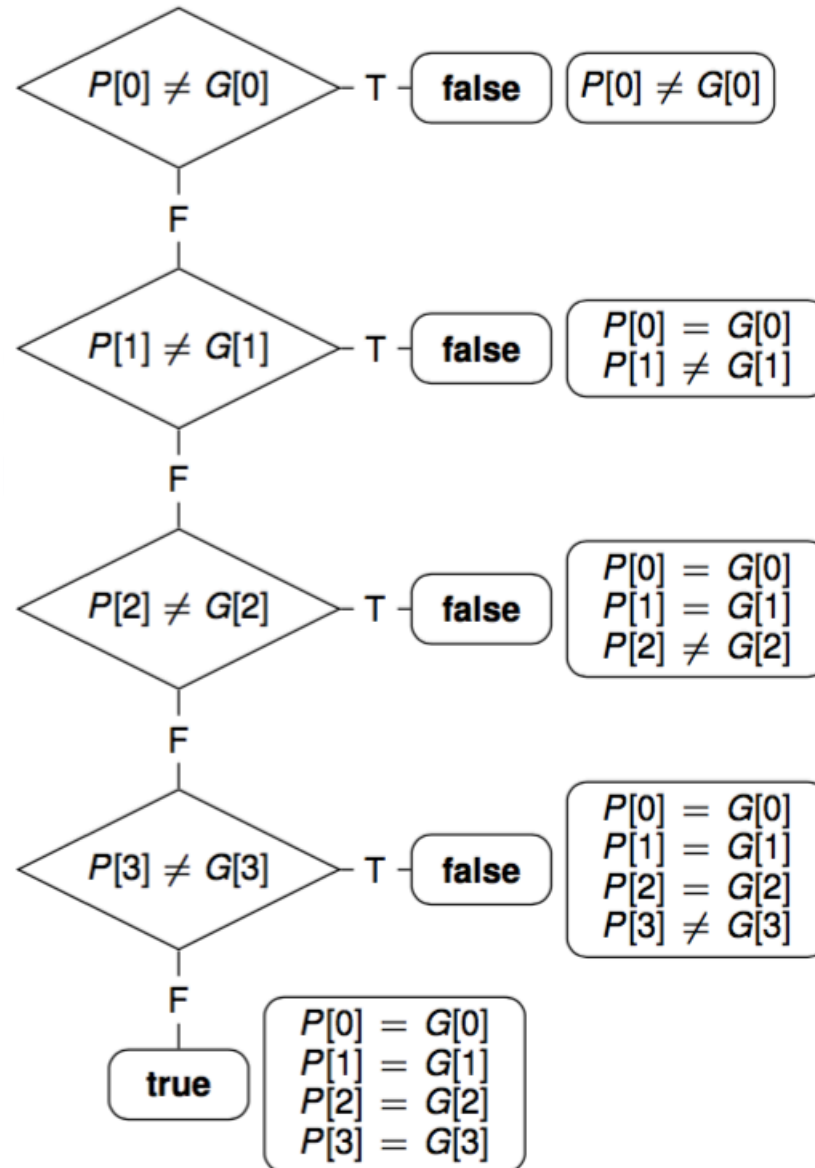 P[0] ≠ G[0] T false P[0] ≠ G[0]
F
P[1] ≠ G[1] T false P[0] = G[0]
P[1] ≠ G[1]
F
P[2] ≠ G[2] T false P[0] = G[0]
P[1] = G[1]
P[2] ≠ G[2]
F
P[3] ≠ G[3] T false P[0] = G[0]
P[1] = G[1]
P[2] = G[2]
P[3] ≠ G[3]
F
true P[0] = G[0]
P[1] = G[1]
P[2] = G[2]
P[3] = G[3]